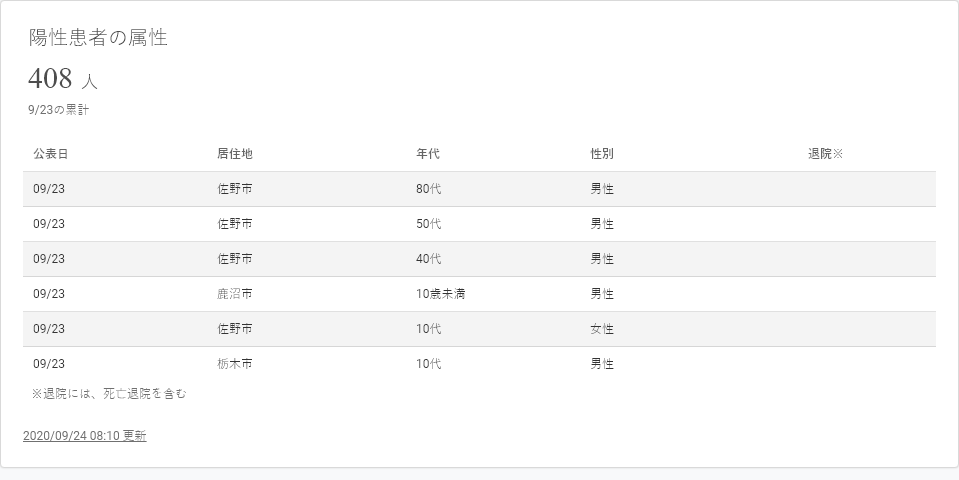 陽性患者の属性
408 人
9/23の累計
公表日 居住地 年代 性別 退院※
09/23 佐野市 80代 男性
09/23 佐野市 50代 男性
09/23 佐野市 40代 男性
09/23 鹿沼市 10歳未満 男性
09/23 佐野市 10代 女性
09/23 栃木市 10代 男性
※退院には、死亡退院を含む
2020/09/24 08:10 更新